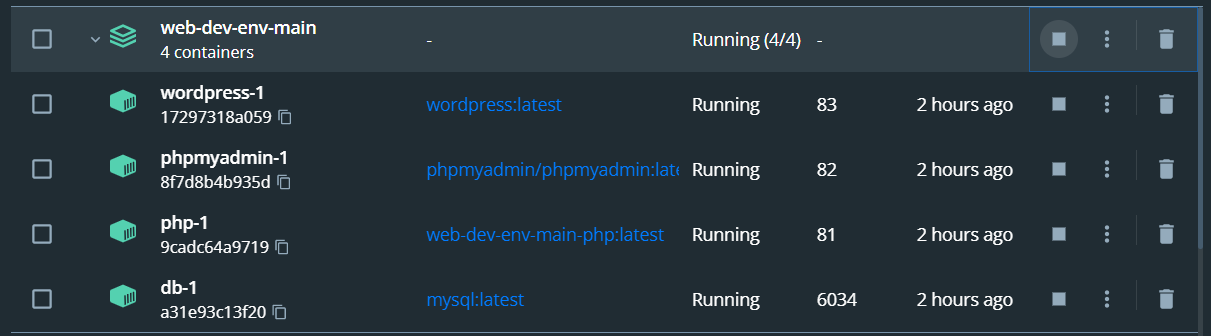 web-dev-env-main
4 containers
-
Running (4/4)
-
wordpress-1
17297318a059
wordpress:latest
Running
83
2 hours ago
phpmyadmin-1
8f7d8b4b935d
phpmyadmin/phpmyadmin:late
Running
82
2 hours ago
php-1
9cadc64a9719
web-dev-env-main-php:latest
Running
81
2 hours ago
db-1
a31e93c13f20
mysql:latest
Running
6034
2 hours ago